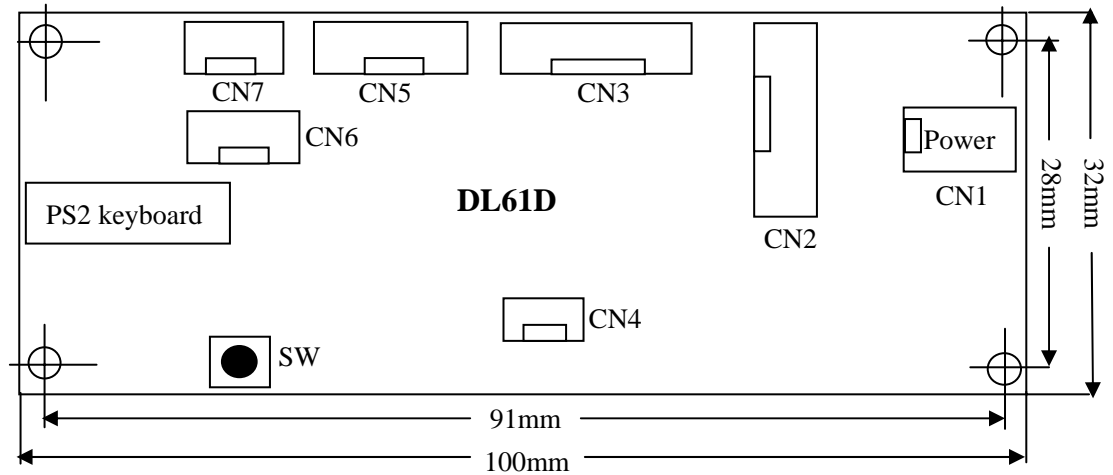 CN7
CN5
CN3
CN6
Power
CN1
PS2 keyboard
DL61D
CN2
28mm
32mm
CN4
SW
91mm
100mm